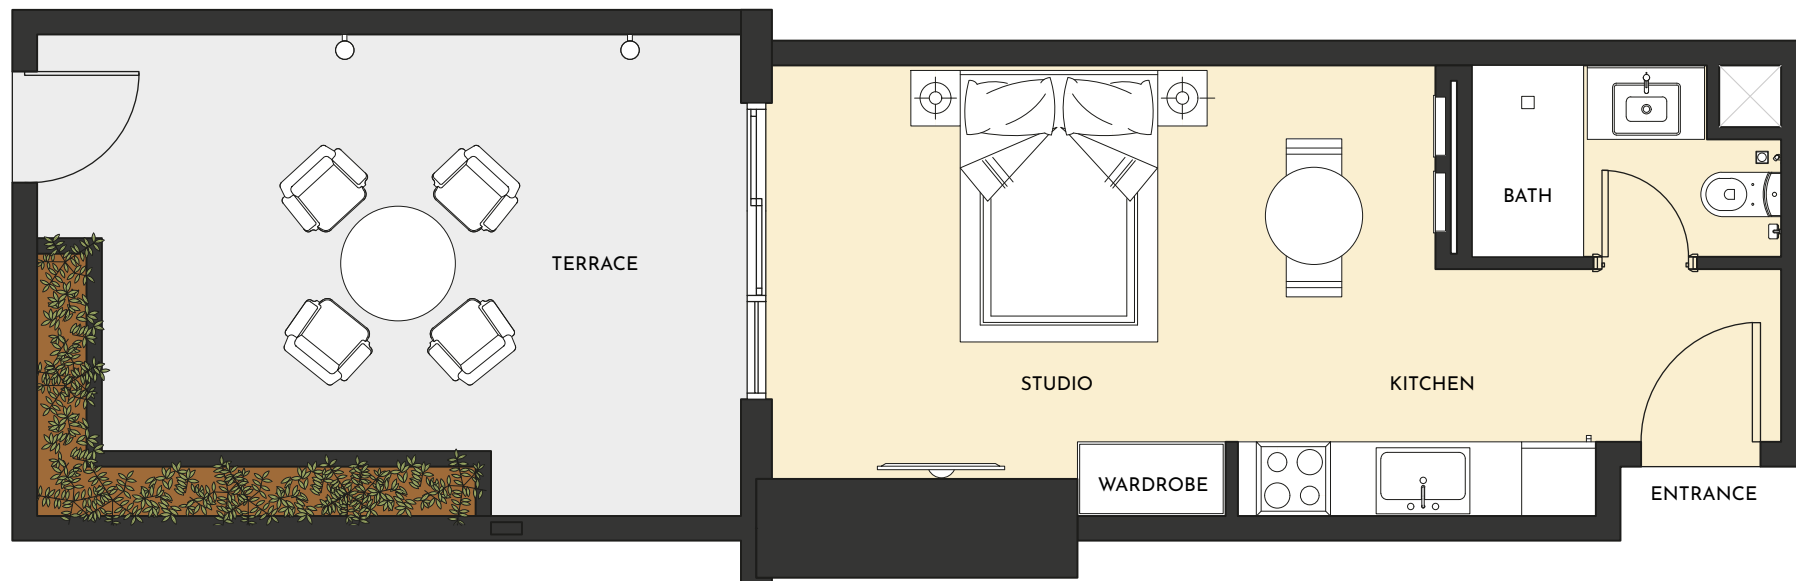 BATH
TERRACE
STUDIO
KITCHEN
WARDROBE
ENTRANCE